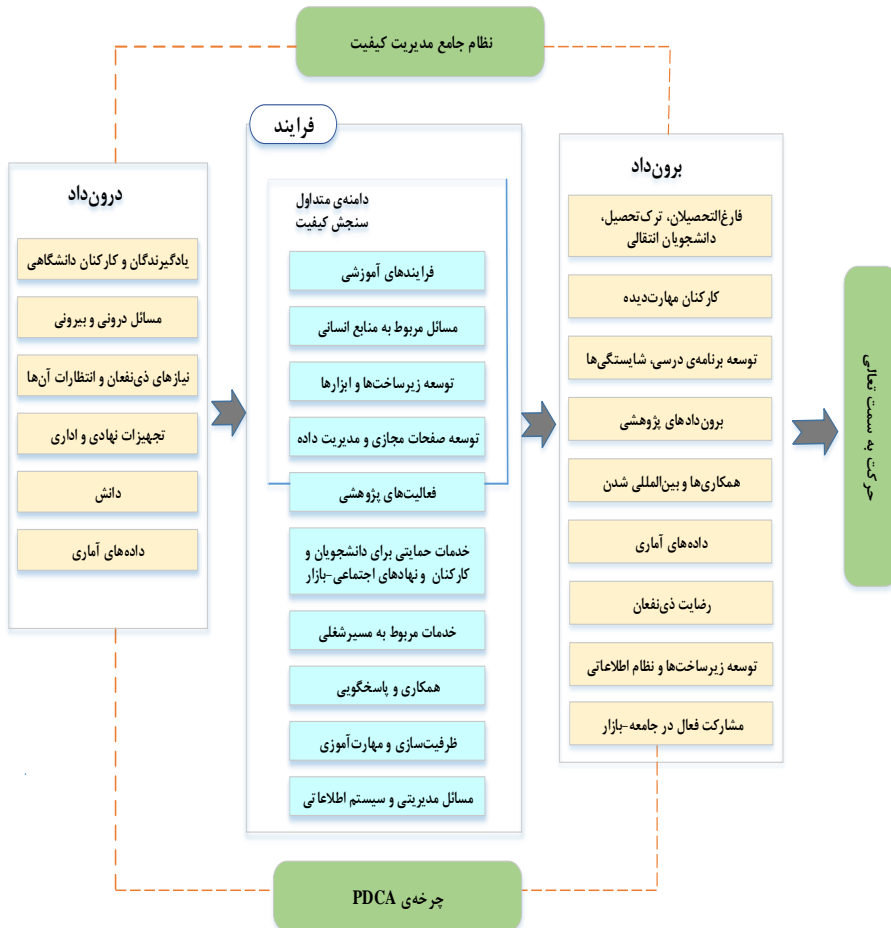 نظام جامع مدیریت کیفیت
درون‌داد
یادگیرندگان و کارکنان دانشگاهی
مسائل درونی و بیرونی
نیازهای ذی‌نفعان و انتظارات آن‌ها
تجهیزات نهادی و اداری
دانش
داده‌های آماری
فرایند
دامنه‌ی متداول
سنجش کیفیت
فرایندهای آموزشی
مسائل مربوط به منابع انسانی
توسعه زیرساخت‌ها و ابزارها
توسعه صفحات مجازی و مدیریت داده
فعالیت‌های پژوهشی
خدمات حمایتی برای دانشجویان و
کارکنان و نهادهای اجتماعی-بازار
خدمات مربوط به مسیرشغلی
همکاری و پاسخگویی
ظرفیت‌سازی و مهارت‌آموزی
مسائل مدیریتی و سیستم اطلاعاتی
برون‌داد
فارغ‌التحصیلان، ترک‌تحصیل،
دانشجویان انتقالی
کارکنان مهارت‌دیده
توسعه برنامه‌ی درسی، شایستگی‌ها
برون‌دادهای پژوهشی
همکاری‌ها و بین‌المللی شدن
داده‌های آماری
رضایت ذی‌نفعان
توسعه زیرساخت‌ها و نظام اطلاعاتی
مشارکت فعال در جامعه-بازار
حرکت به سمت تعالی
چرخه‌ی PDCA